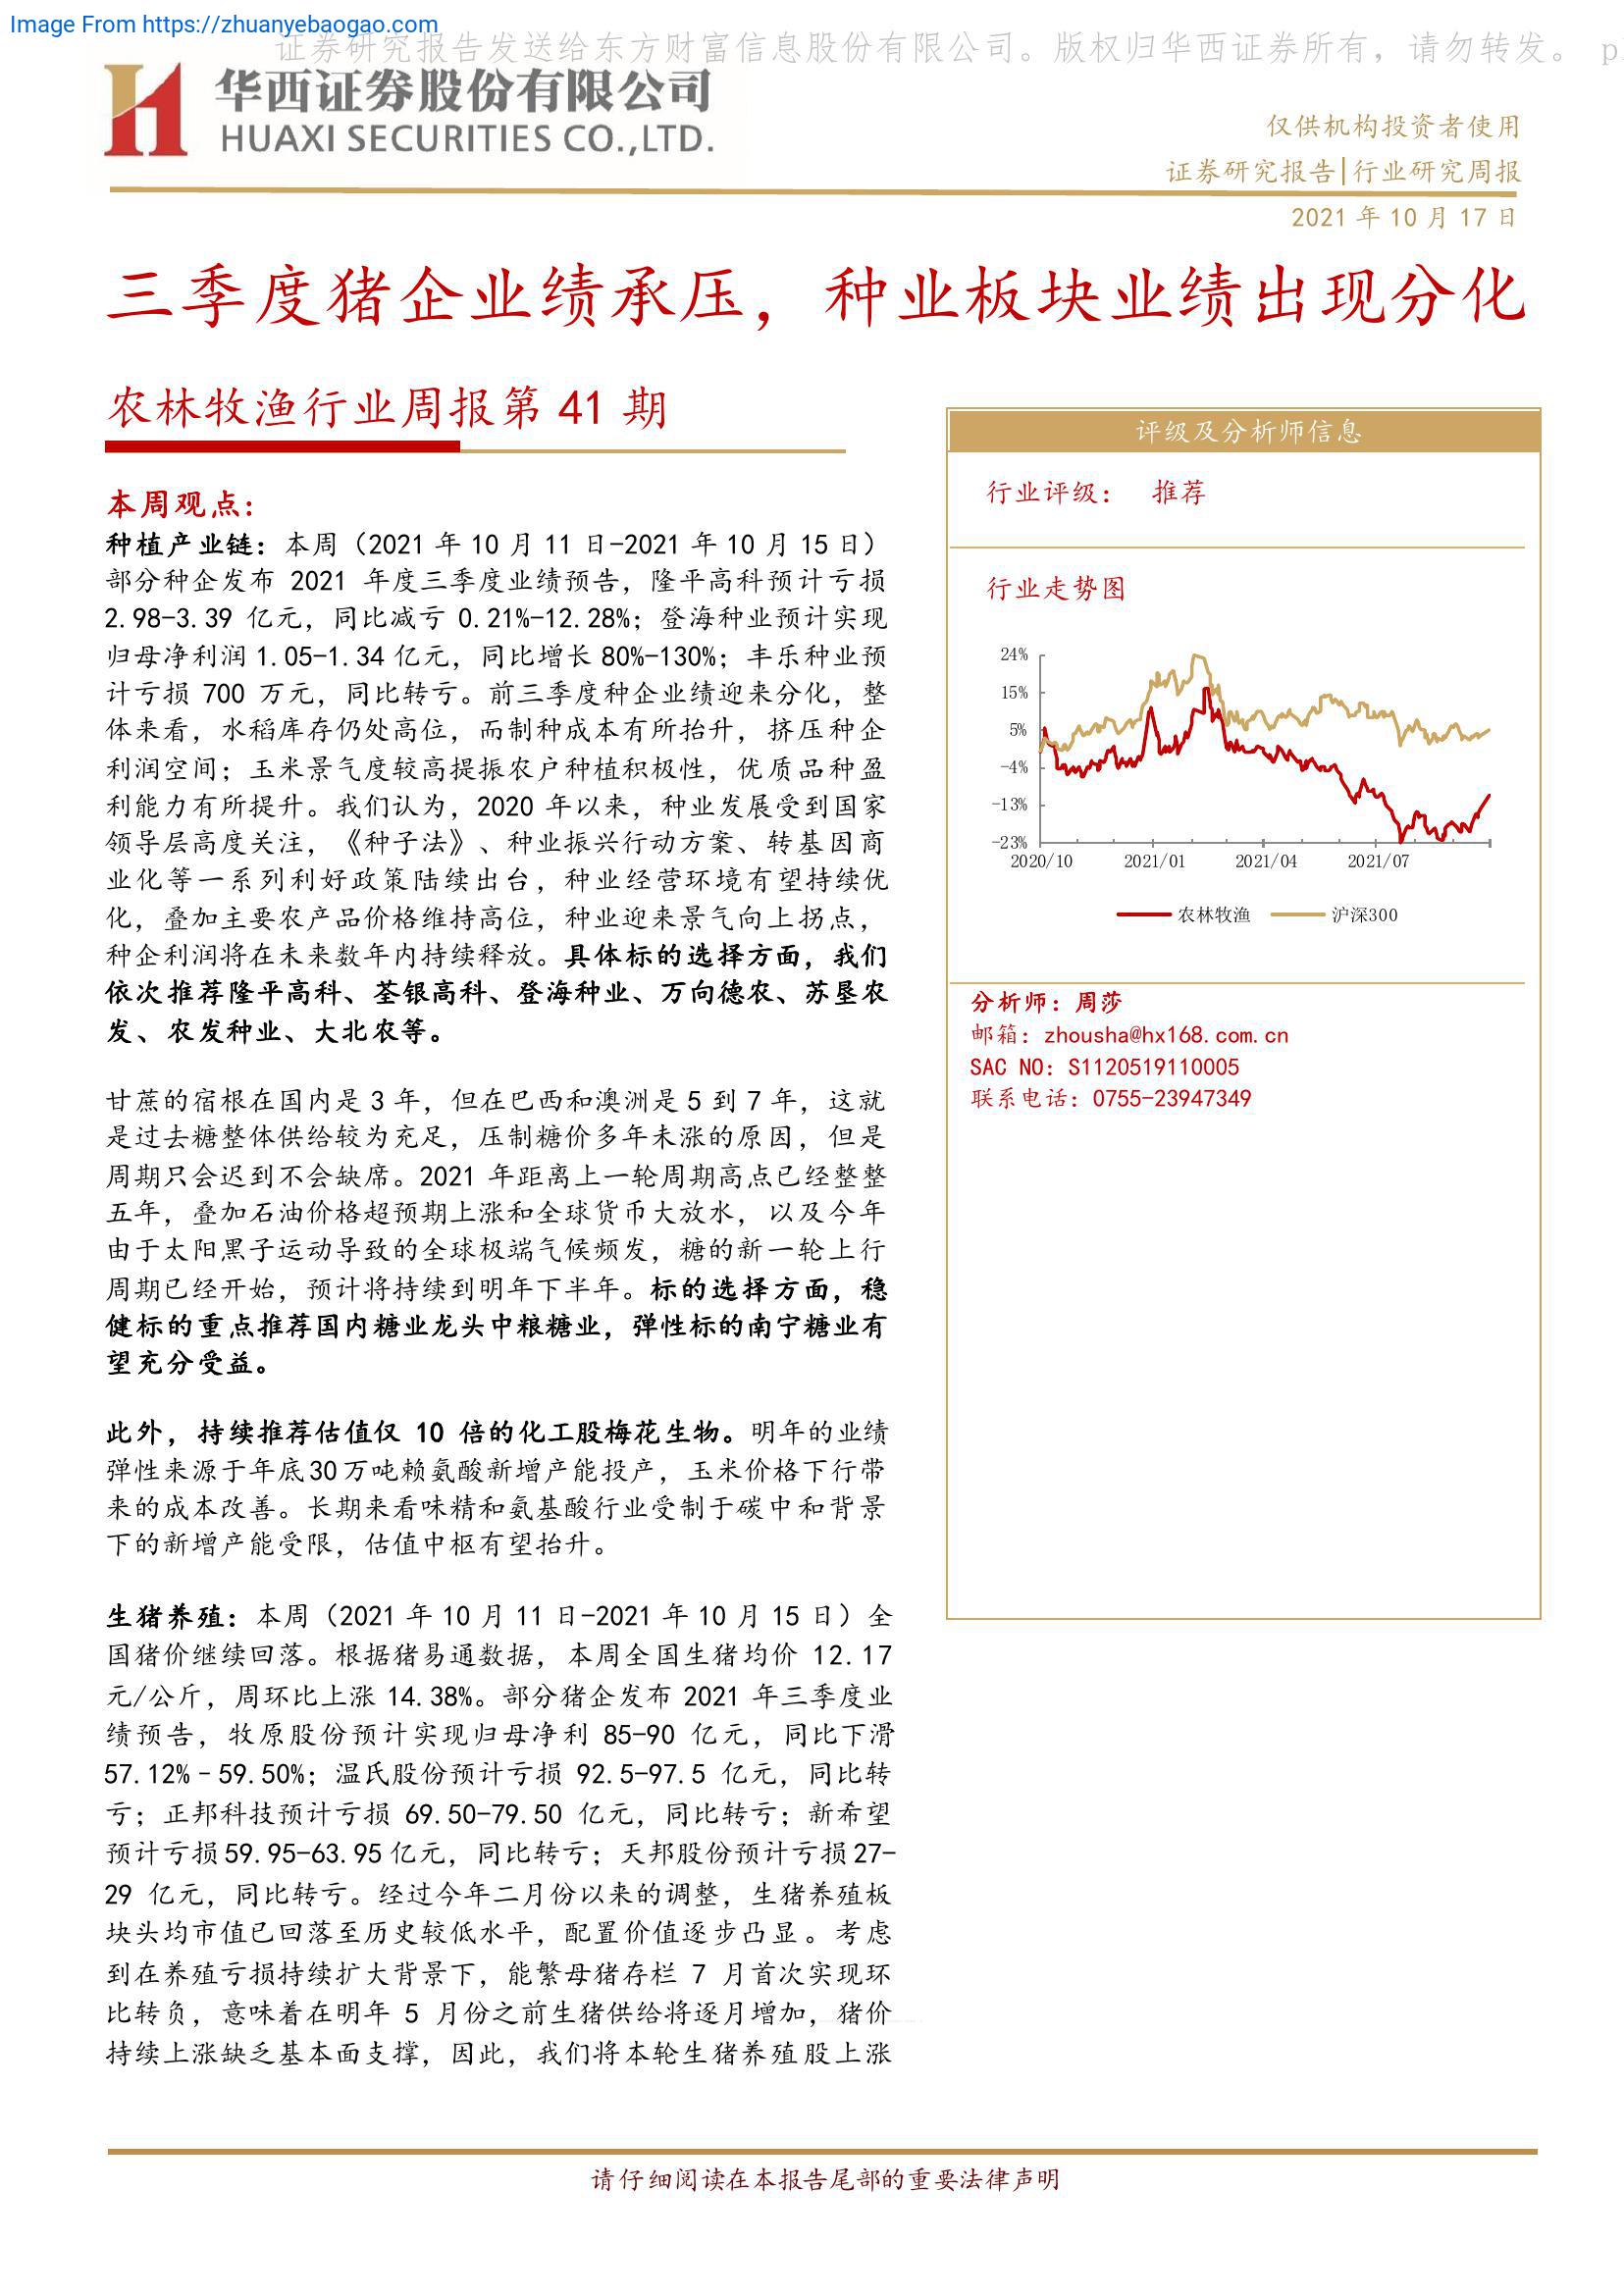 Image From https://zhuanyebaogao.com
证券研究报告发送给东方财富信息股份有限公司。版权归华西证券所有，请勿转发。 p
华西证券股份有限公司
HUAXI SECURITIES CO.,LTD.
仅供机构投资者使用
证券研究报告|行业研究周报
2021 年 10 月 17 日
三季度猪企业绩承压，种业板块业绩出现分化
农林牧渔行业周报第 41 期
本周观点：
种植产业链：本周（2021 年 10 月 11 日-2021 年 10 月 15 日）
部分种企发布 2021 年度三季度业绩预告，隆平高科预计亏损
2.98-3.39 亿元，同比减亏 0.21%-12.28%；登海种业预计实现
归母净利润 1.05-1.34 亿元，同比增长 80%-130%；丰乐种业预
计亏损 700 万元，同比转亏。前三季度种企业绩迎来分化，整
体来看，水稻库存仍处高位，而制种成本有所抬升，挤压种企
利润空间；玉米景气度较高提振农户种植积极性，优质品种盈
利能力有所提升。我们认为，2020 年以来，种业发展受到国家
领导层高度关注，《种子法》、种业振兴行动方案、转基因商
业化等一系列利好政策陆续出台，种业经营环境有望持续优
化，叠加主要农产品价格维持高位，种业迎来景气向上拐点，
种企利润将在未来数年内持续释放。具体标的选择方面，我们
依次推荐隆平高科、荃银高科、登海种业、万向德农、苏垦农
发、农发种业、大北农等。
甘蔗的宿根在国内是 3 年，但在巴西和澳洲是 5 到 7 年，这就
是过去糖整体供给较为充足，压制糖价多年未涨的原因，但是
周期只会迟到不会缺席。2021 年距离上一轮周期高点已经整整
五年，叠加石油价格超预期上涨和全球货币大放水，以及今年
由于太阳黑子运动导致的全球极端气候频发，糖的新一轮上行
周期已经开始，预计将持续到明年下半年。标的选择方面，稳
健标的重点推荐国内糖业龙头中粮糖业，弹性标的南宁糖业有
望充分受益。
此外，持续推荐估值仅 10 倍的化工股梅花生物。明年的业绩
弹性来源于年底30万吨赖氨酸新增产能投产，玉米价格下行带
来的成本改善。长期来看味精和氨基酸行业受制于碳中和背景
下的新增产能受限，估值中枢有望抬升。
生猪养殖：本周（2021 年 10 月 11 日-2021 年 10 月 15 日）全
国猪价继续回落。根据猪易通数据，本周全国生猪均价 12.17
元/公斤，周环比上涨 14.38%。部分猪企发布 2021 年三季度业
绩预告，牧原股份预计实现归母净利 85-90 亿元，同比下滑
57.12%–59.50%；温氏股份预计亏损 92.5-97.5 亿元，同比转
亏；正邦科技预计亏损 69.50-79.50 亿元，同比转亏；新希望
预计亏损59.95-63.95亿元，同比转亏；天邦股份预计亏损27-
29 亿元，同比转亏。经过今年二月份以来的调整，生猪养殖板
块头均市值已回落至历史较低水平，配置价值逐步凸显。考虑
到在养殖亏损持续扩大背景下，能繁母猪存栏 7 月首次实现环
比转负，意味着在明年 5 月份之前生猪供给将逐月增加，猪价
持续上涨缺乏基本面支撑，因此，我们将本轮生猪养殖股上涨
评级及分析师信息
行业评级： 推荐
行业走势图
24%
15%
5%
-4%
-13%
-23%
2020/10 2021/01 2021/04 2021/07
农林牧渔 沪深300
分析师：周莎
邮箱：zhousha@hx168.com.cn
SAC NO：S1120519110005
联系电话：0755-23947349
请仔细阅读在本报告尾部的重要法律声明